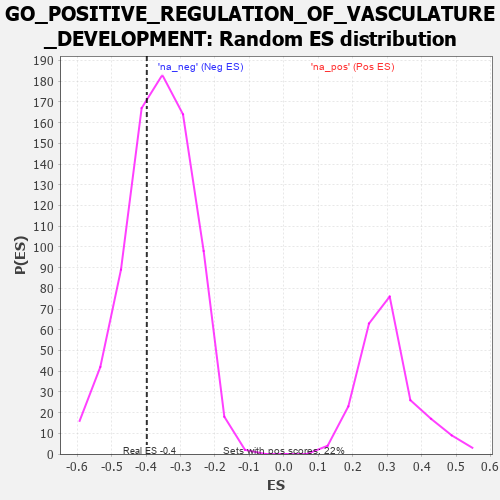 GO_POSITIVE_REGULATION_OF_VASCULATURE
_DEVELOPMENT: Random ES distribution
'na_neg' (Neg ES)
'na_pos' (Pos ES)
190
180
170
160
150
140
130
120
110
100
90
80
70
60
50
40
30
20
10
0
P(ES)
Real ES -0.4
Sets with pos scores: 22%
-0.6 -0.5 -0.4 -0.3 -0.2 -0.1 0.0 0.1 0.2 0.3 0.4 0.5 0.6
ES